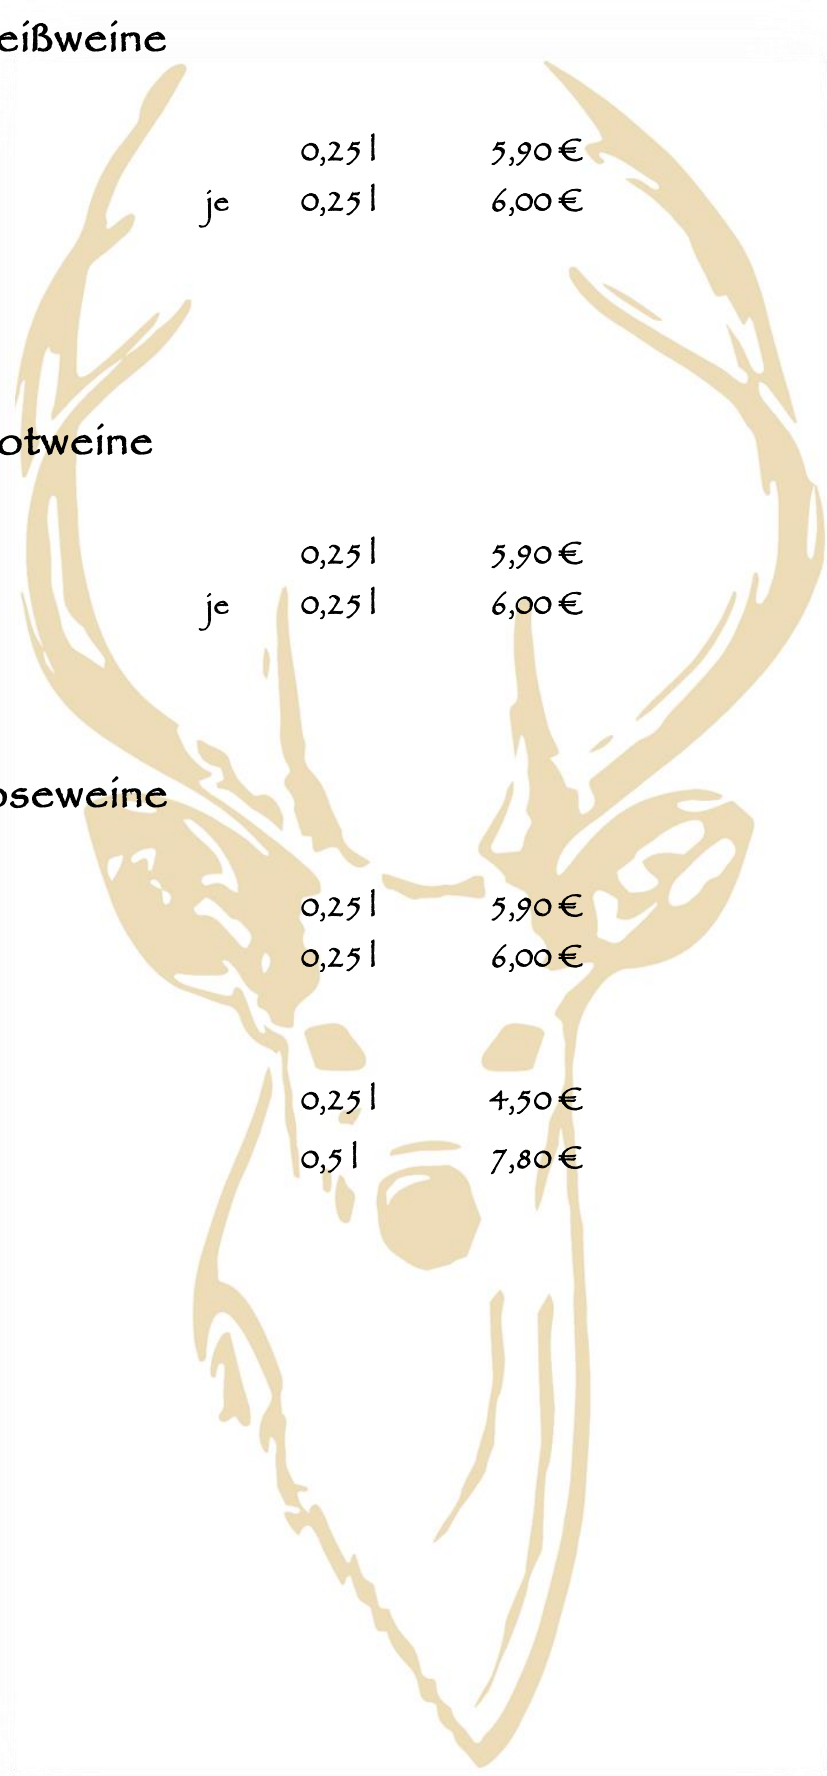 eißweine
0,25 l 5,90 €
je 0,25 l 6,00 €
otweine
0,25 l 5,90 €
je 0,25 l 6,00 €
oseweine
0,25 l 5,90 €
0,25 l 6,00 €
0,25 l 4,50 €
0,5 l 7,80 €